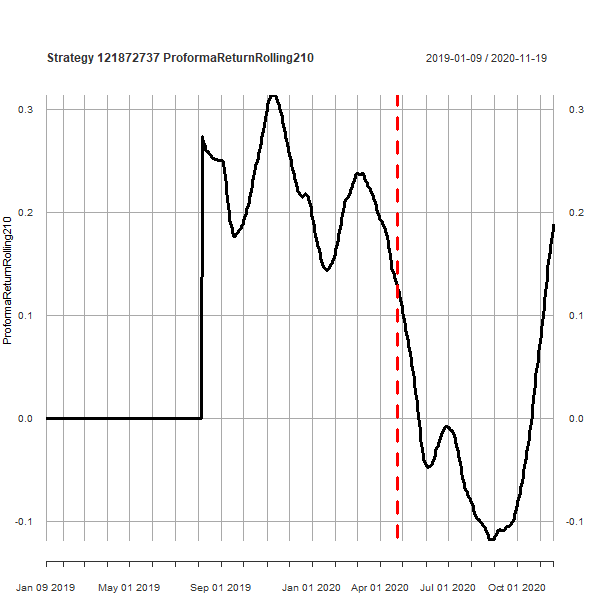 Strategy 121872737 ProformaReturnRolling210
2019-01-09 / 2020-11-19
ProformaReturnRolling210
0.3
0.3
0.2
0.2
0.1
0.1
0.0
0.0
-0.1
-0.1
Jan 09 2019
May 01 2019
Sep 01 2019
Jan 01 2020
Apr 01 2020
Jul 01 2020
Oct 01 2020